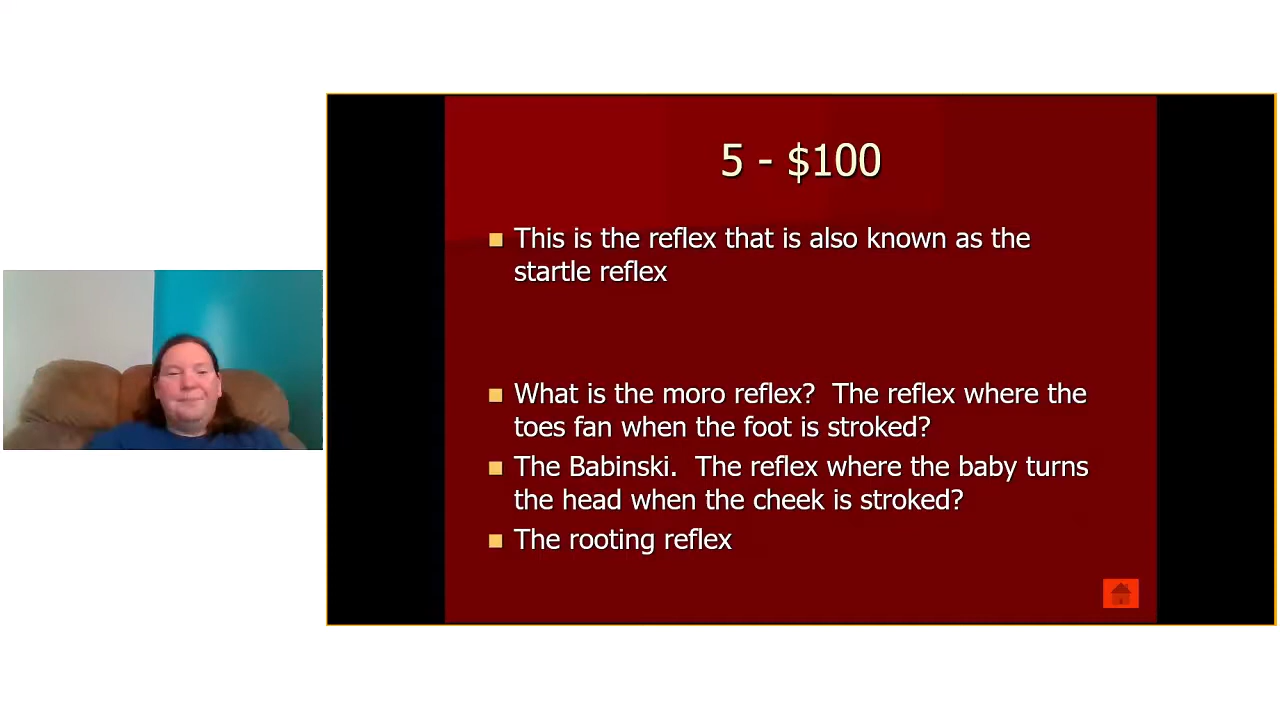 5 - $100
This is the reflex that is also known as the
startle reflex
What is the moro reflex?  The reflex where the
toes fan when the foot is stroked?
The Babinski.  The reflex where the baby turns
the head when the cheek is stroked?
The rooting reflex